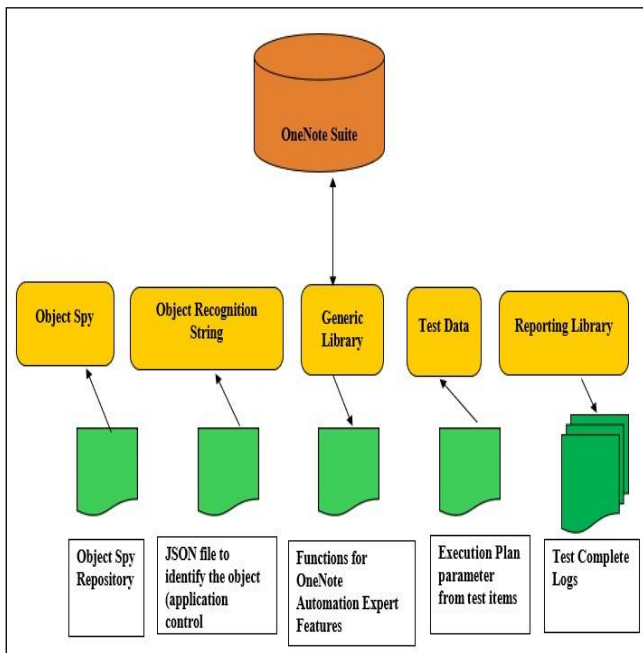 OneNote Suite
Object Spy
Object Recognition
String
Generic
Library
Test Data
Reporting Library
Object Spy
Repository
JSON file to
identify the object
(application
control
Functions for
OneNote
Automation Expert
Features
Execution Plan
parameter
from test items
Test Complete
Logs